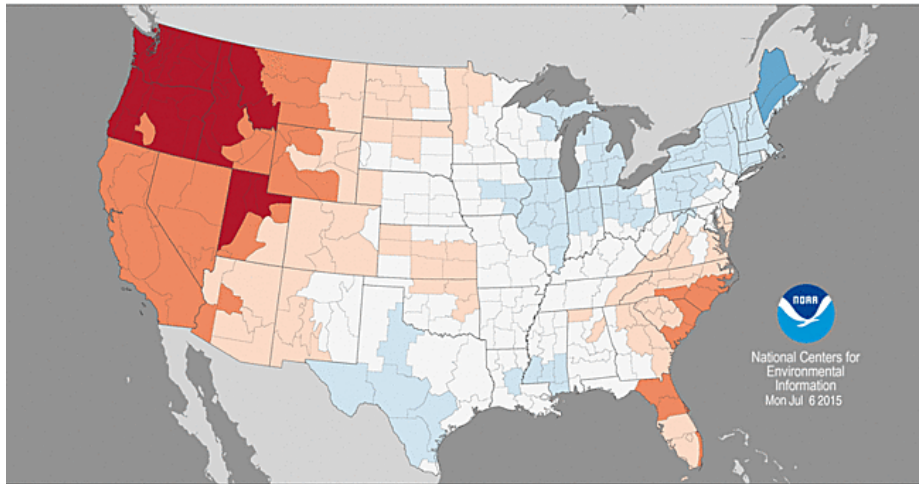 NOAA
National Centers for
Environmental
Information
Mon Jul 6 2015